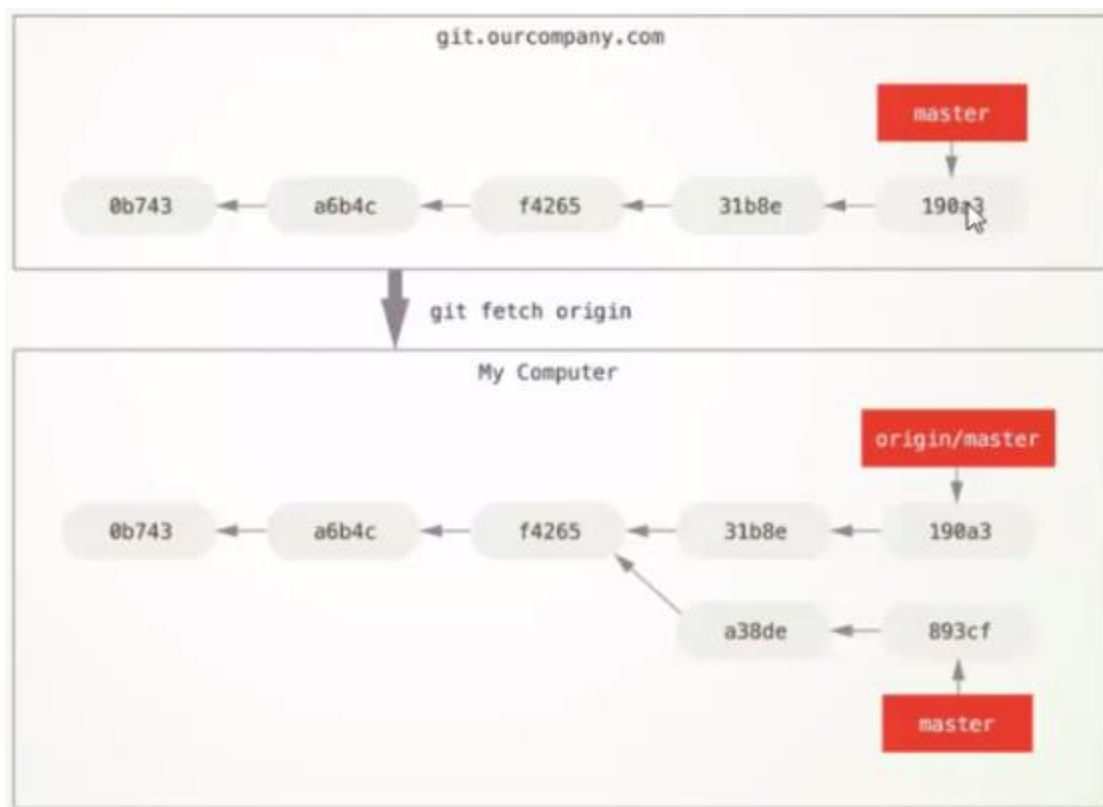 git.ourcompany.com
master
0b743 a6b4c f4265 31b8e 190a3
git fetch origin
My Computer
origin/master
0b743 a6b4c f4265 31b8e 190a3
a38de 893cf
master